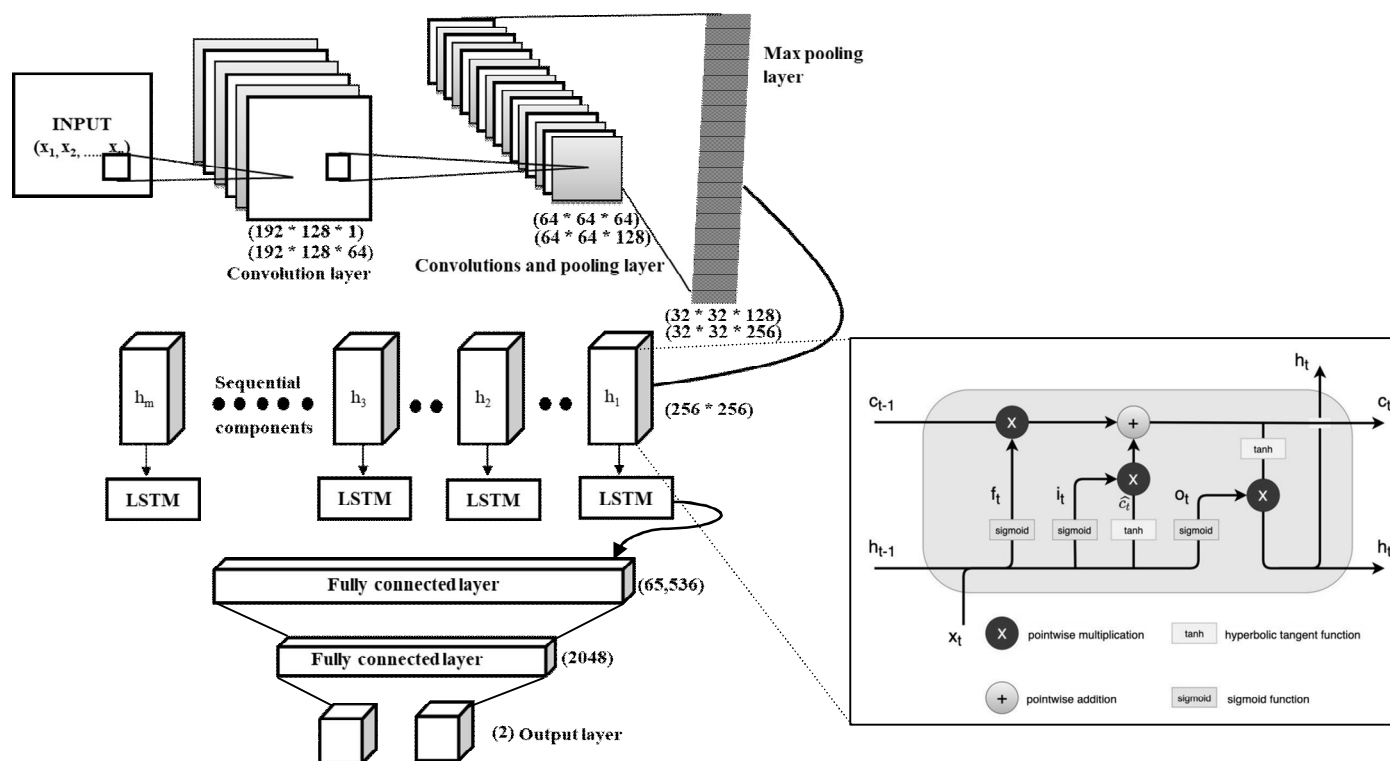 INPUT
(x1, x2, ...... xn)
(192 * 128 * 1)
(192 * 128 * 64)
Convolution layer
(64 * 64 * 64)
(64 * 64 * 128)
Convolutions and pooling layer
Max pooling
layer
(32 * 32 * 128)
(32 * 32 * 256)
hm
Sequential
components
h3
h2
h1
(256 * 256)
LSTM
LSTM
LSTM
LSTM
Fully connected layer
(65,536)
Fully connected layer
(2048)
(2) Output layer
ht
ct-1
ct
X
+
tanh
X
ft
it
ĉt
ot
X
sigmoid
sigmoid
tanh
sigmoid
ht-1
ht
xt
X pointwise multiplication
tanh hyperbolic tangent function
+ pointwise addition
sigmoid sigmoid function